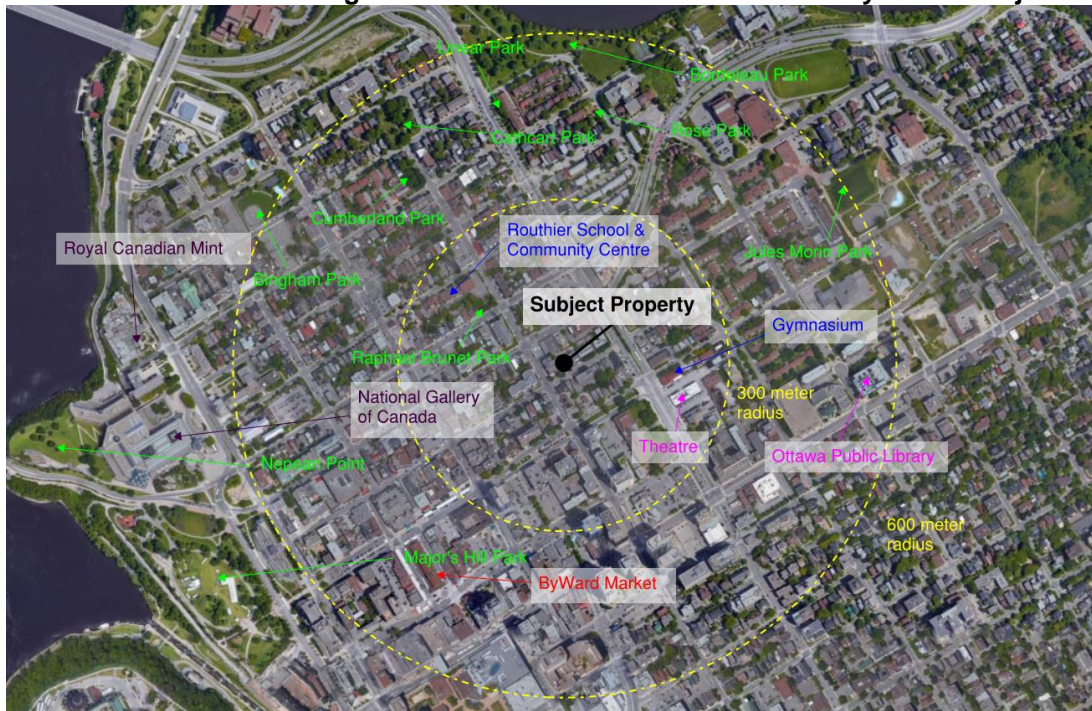 Linear Park
Bordeleau Park
Cathcart Park
Rose Park
Cumberland Park
Routhier School &
Community Centre
Royal Canadian Mint
Bingham Park
Jules Morin Park
Subject Property
Gymnasium
Raphael Brunet Park
National Gallery
of Canada
300 meter
radius
Theatre
Ottawa Public Library
Nepean Point
600 meter
radius
Major's Hill Park
ByWard Market